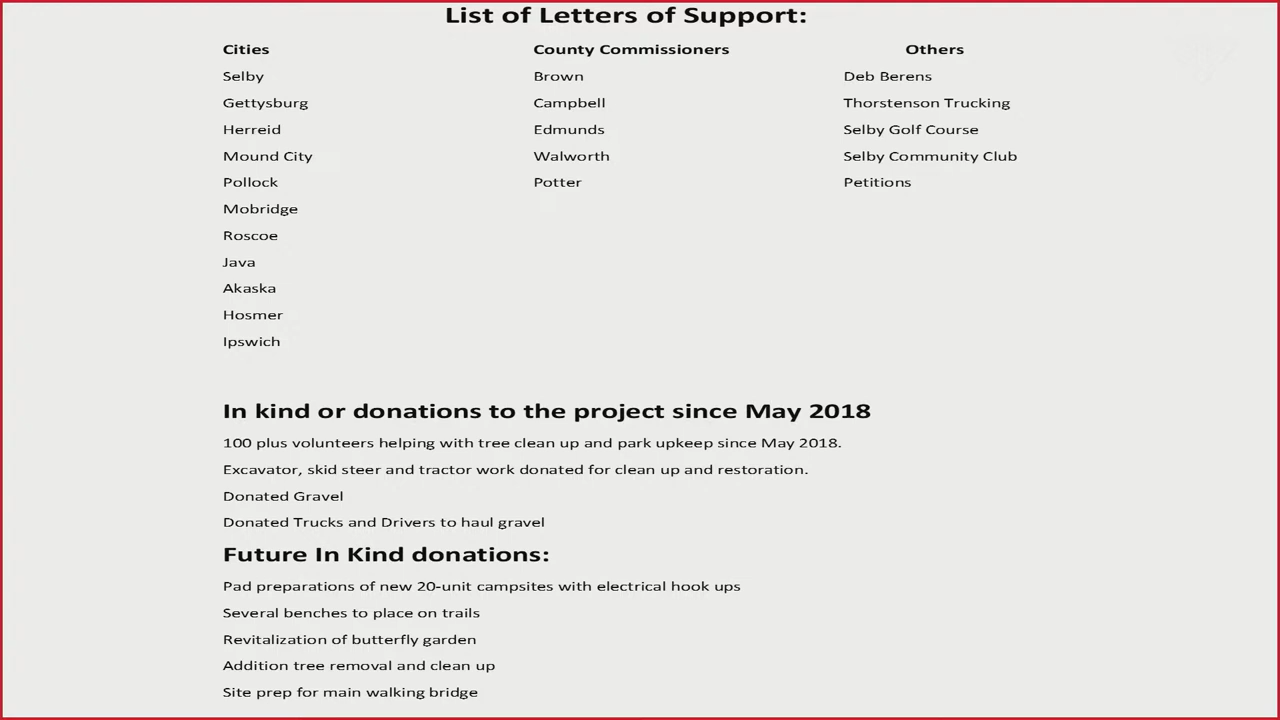 List of Letters of Support:
Cities County Commissioners Others
Selby Brown Deb Berens
Gettysburg Campbell Thorstenson Trucking
Herreid Edmunds Selby Golf Course
Mound City Walworth Selby Community Club
Pollock Potter Petitions
Mobridge
Roscoe
Java
Akaska
Hosmer
Ipswich
In kind or donations to the project since May 2018
100 plus volunteers helping with tree clean up and park upkeep since May 2018.
Excavator, skid steer and tractor work donated for clean up and restoration.
Donated Gravel
Donated Trucks and Drivers to haul gravel
Future In Kind donations:
Pad preparations of new 20-unit campsites with electrical hook ups
Several benches to place on trails
Revitalization of butterfly garden
Addition tree removal and clean up
Site prep for main walking bridge